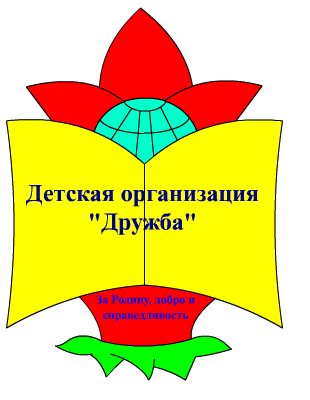 Детская организация
"Дружба"
За Родину, добро и
справедливость